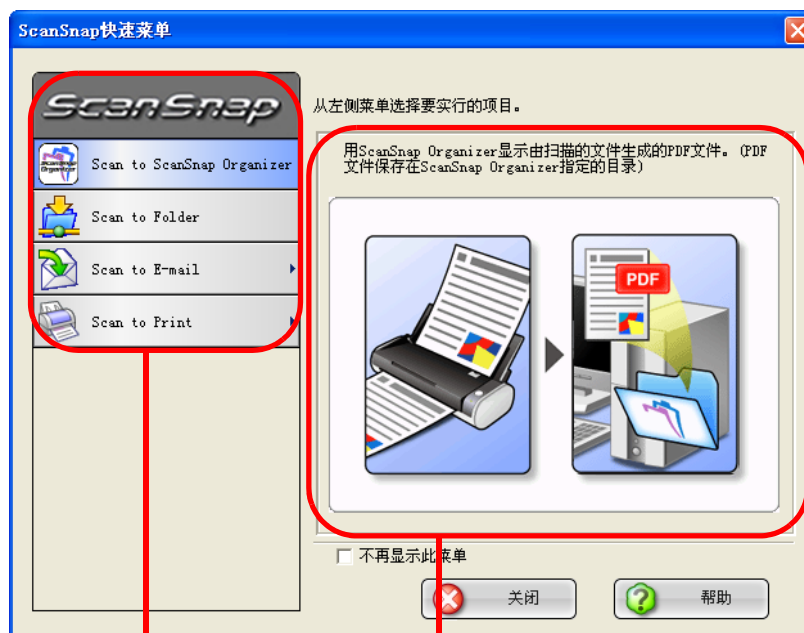 ScanSnap快速菜单
ScanSnap
Scan to ScanSnap Organizer
Scan to Folder
Scan to E-mail
Scan to Print
从左侧菜单选择要实行的项目。
用ScanSnap Organizer显示由扫描的文件生成的PDF文件。(PDF
文件保存在ScanSnap Organizer指定的目录)
PDF
不再显示此菜单
关闭
帮助